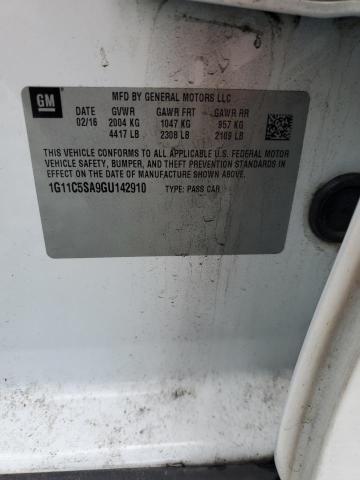 GM
MFD BY GENERAL MOTORS LLC
DATE GVWR GAWR FRT GAWR RR
02/16 2004 KG 1047 KG 957 KG
4417 LB 2308 LB 2109 LB
THIS VEHICLE CONFORMS TO ALL APPLICABLE U.S. FEDERAL MOTOR
VEHICLE SAFETY, BUMPER, AND THEFT PREVENTION STANDARDS IN
EFFECT ON THE DATE OF MANUFACTURE SHOWN ABOVE.
1G11C5SA9GU142910 TYPE: PASS CAR